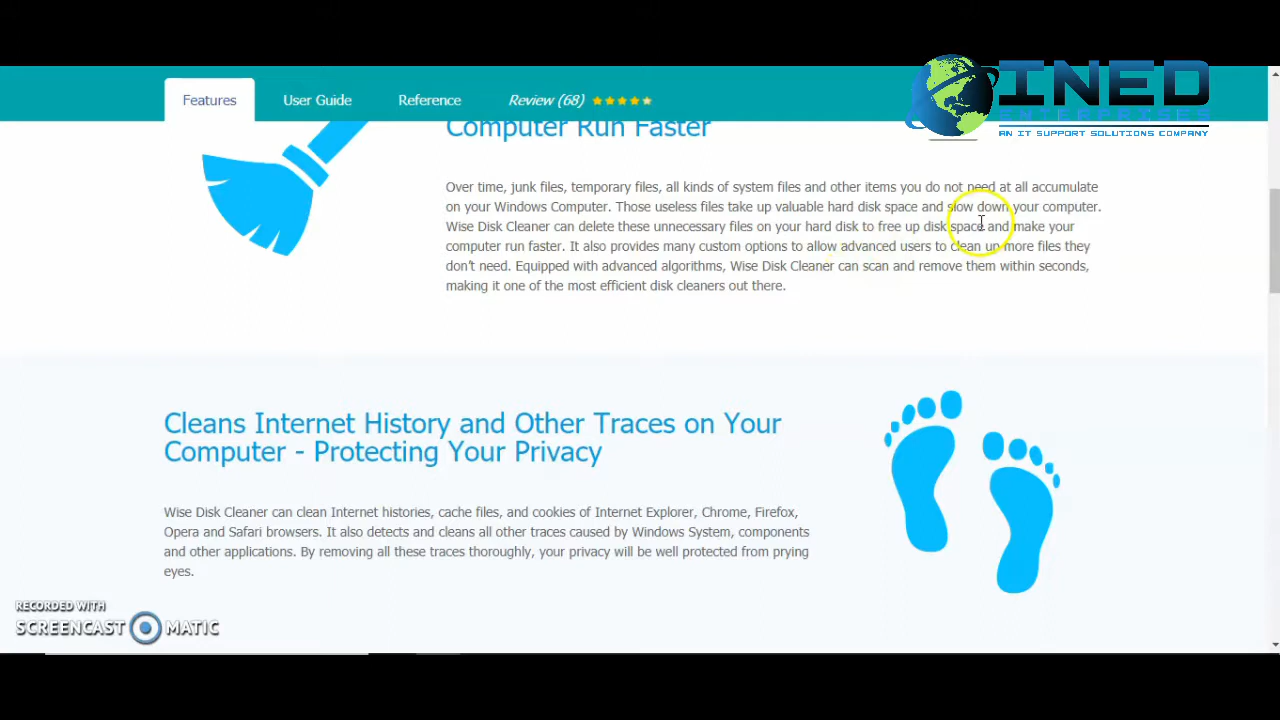 INED
ENTERPRISES
AN IT SUPPORT SOLUTIONS COMPANY
Features User Guide Reference Review (68)
Computer Run Faster
Over time, junk files, temporary files, all kinds of system files and other items you do not need at all accumulate
on your Windows Computer. Those useless files take up valuable hard disk space and slow down your computer.
Wise Disk Cleaner can delete these unnecessary files on your hard disk to free up disk space and make your
computer run faster. It also provides many custom options to allow advanced users to clean up more files they
don't need. Equipped with advanced algorithms, Wise Disk Cleaner can scan and remove them within seconds,
making it one of the most efficient disk cleaners out there.
Cleans Internet History and Other Traces on Your
Computer - Protecting Your Privacy
Wise Disk Cleaner can clean Internet histories, cache files, and cookies of Internet Explorer, Chrome, Firefox,
Opera and Safari browsers. It also detects and cleans all other traces caused by Windows System, components
and other applications. By removing all these traces thoroughly, your privacy will be well protected from prying
eyes.
RECORDED WITH
SCREENCAST MATIC